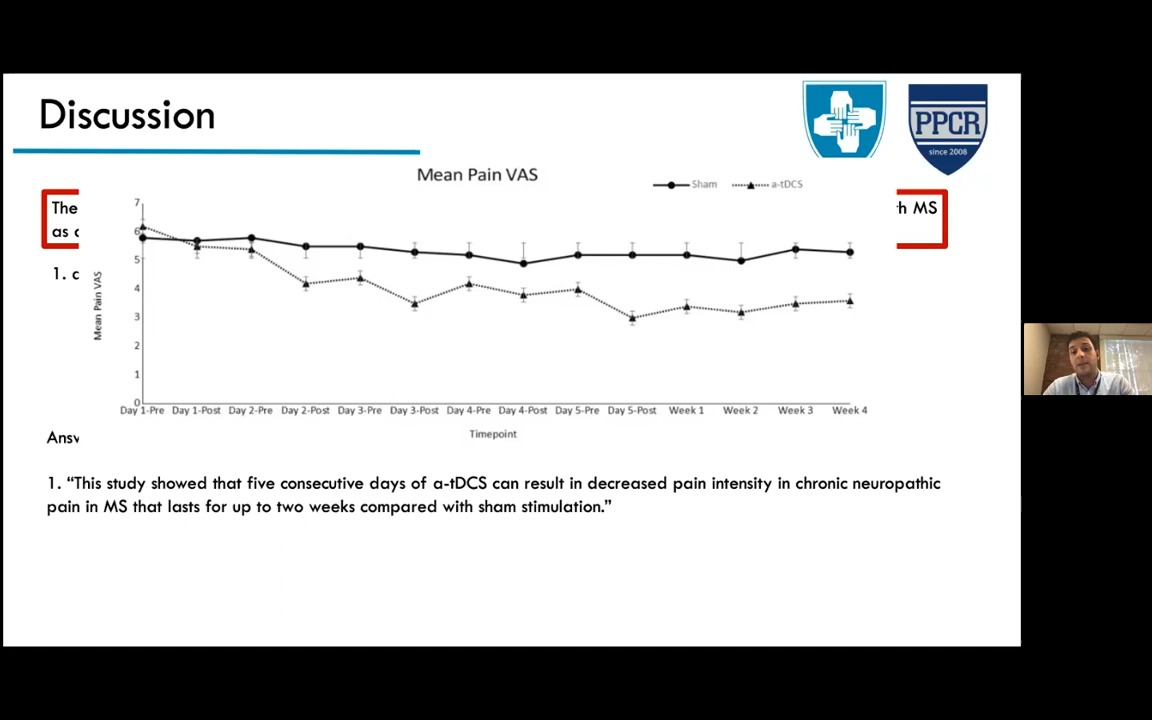 Discussion
PPCR
since 2008
Mean Pain VAS
Sham
a-tDCS
The
h MS
as
1.
7
6
5
4
3
2
1
0
Mean Pain VAS
Day 1-Pre Day 1-Post Day 2-Pre Day 2-Post Day 3-Pre Day 3-Post Day 4-Pre Day 4-Post Day 5-Pre Day 5-Post Week 1 Week 2 Week 3 Week 4
Timepoint
1. “This study showed that five consecutive days of a-tDCS can result in decreased pain intensity in chronic neuropathic
pain in MS that lasts for up to two weeks compared with sham stimulation.”